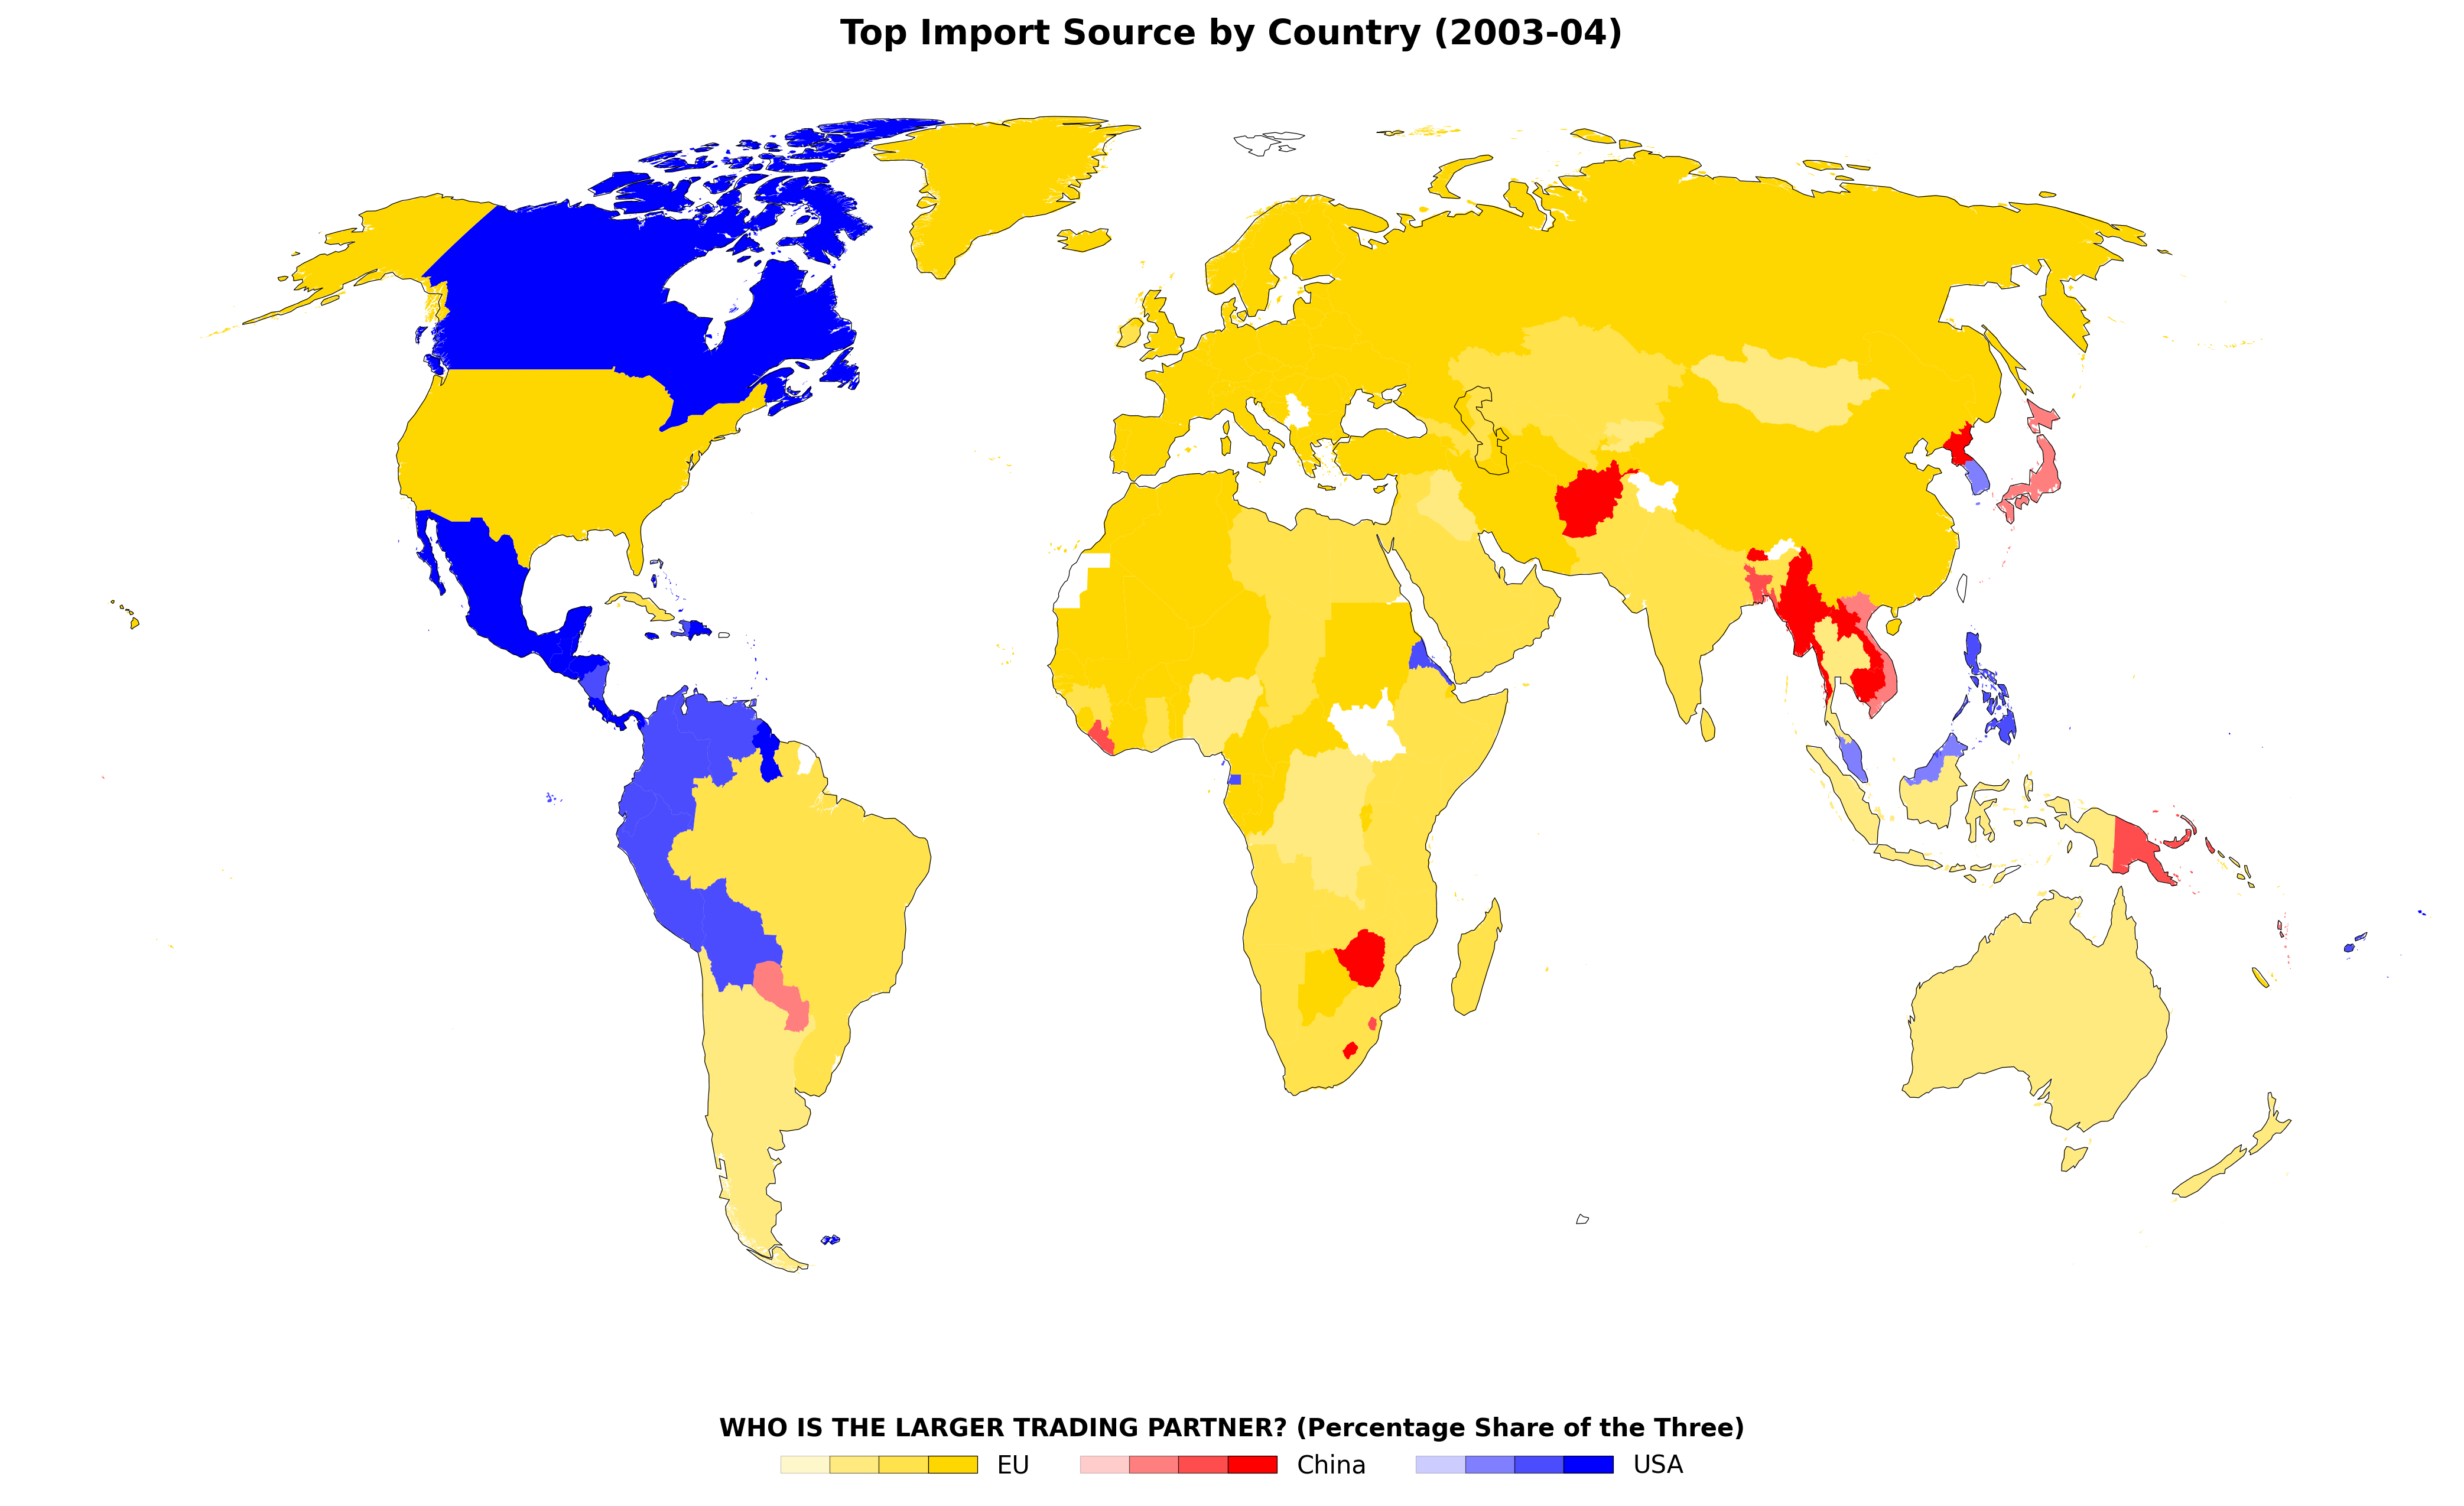 Top Import Source by Country (2003-04)
WHO IS THE LARGER TRADING PARTNER? (Percentage Share of the Three)
EU China USA